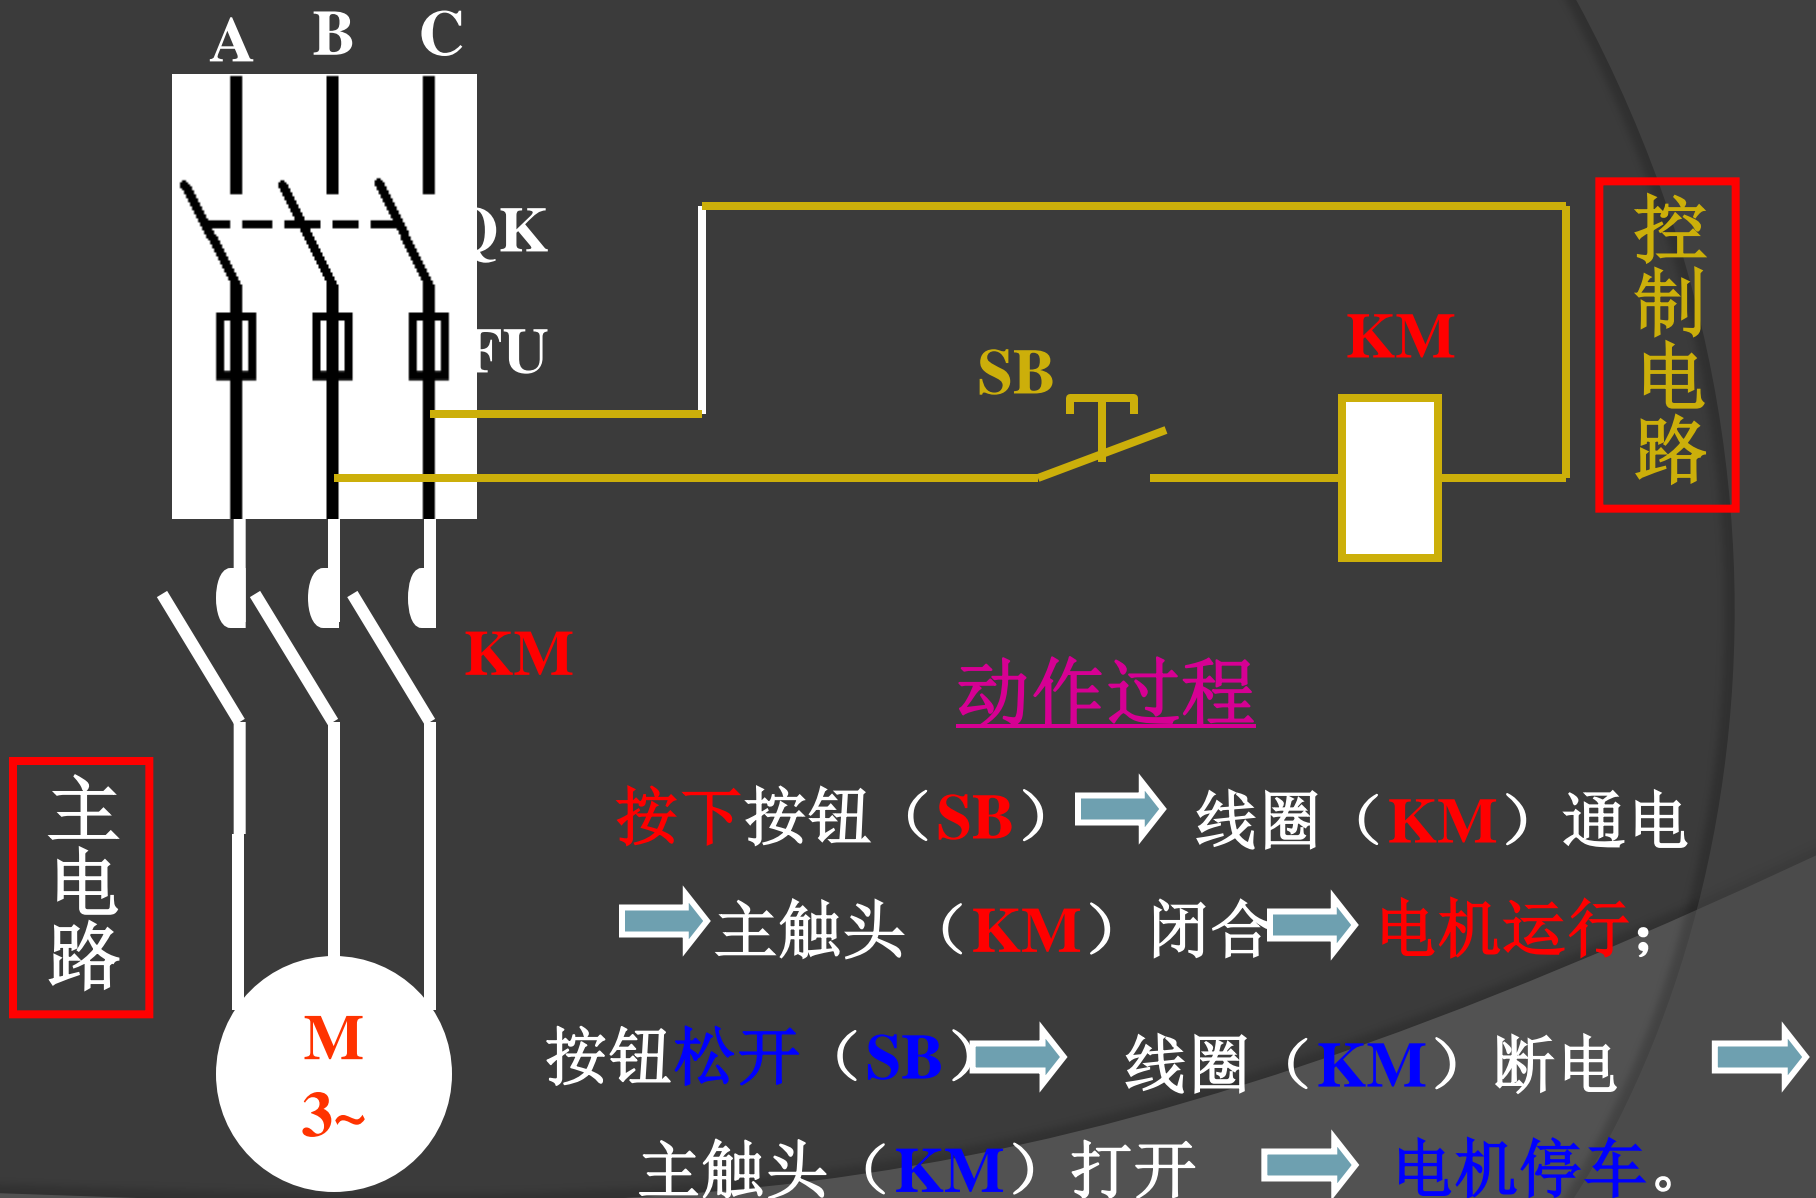 A B C
QK
FU
SB
KM
控制电路
KM
主电路
M
3~
动作过程
按下按钮（SB） 线圈（KM）通电
主触头（KM）闭合 电机运行；
按钮松开（SB） 线圈（KM）断电
主触头（KM）打开 电机停车。